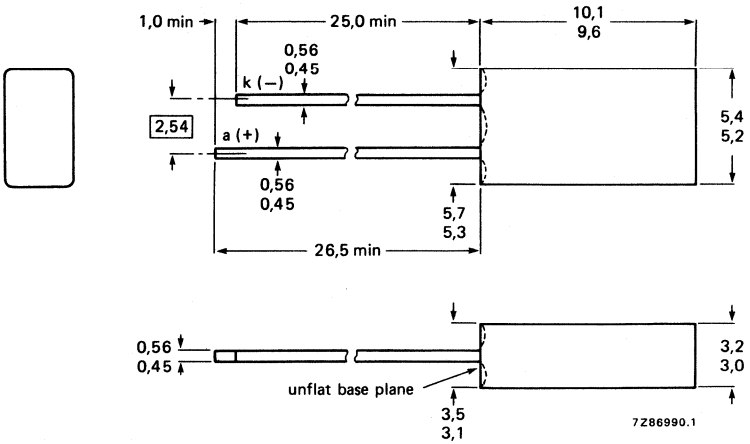 1,0 min
25,0 min
10,1
9,6
0,56
0,45
k (—)
2,54
a (+)
5,4
5,2
0,56
0,45
5,7
5,3
26,5 min
0,56
0,45
3,2
3,0
unflat base plane
3,5
3,1
7Z86990.1